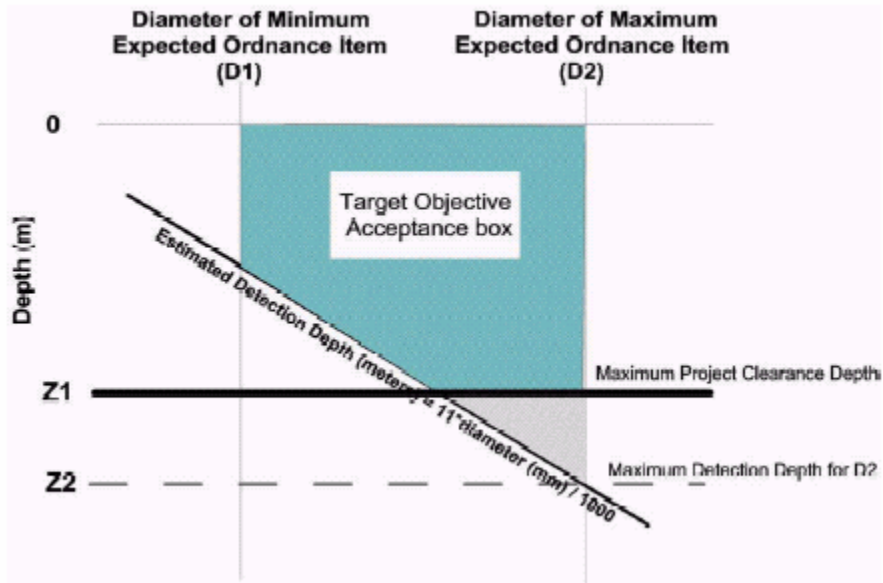 Diameter of Minimum
Expected Ordnance Item
(D1)
Diameter of Maximum
Expected Ordnance Item
(D2)
0
Target Objective
Acceptance box
Depth (m)
Estimated Detection Depth (meters) = 11*diameter (mm) / 1000
Maximum Project Clearance Depth
Z1
Maximum Detection Depth for D2
Z2